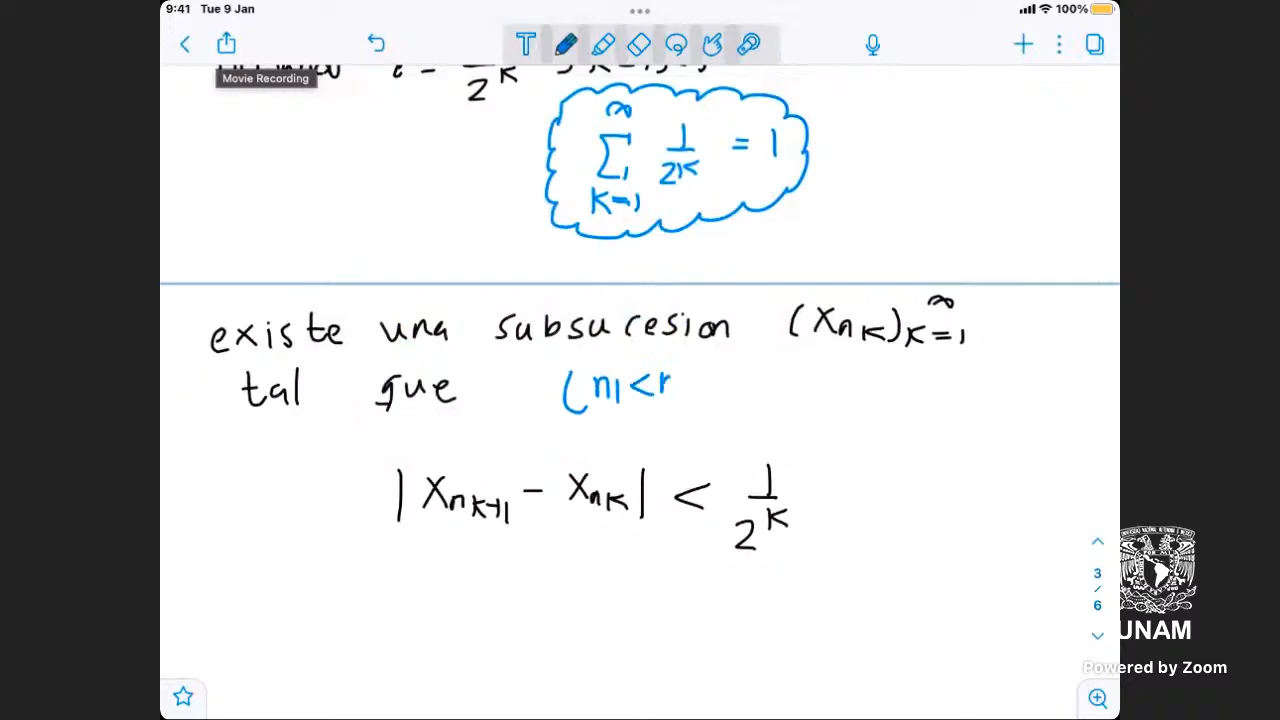 9:41 Tue 9 Jan
100%
T
Movie Recording
ε = 2^k
∑_{k=1}^{∞} 1/2^k = 1
existe una subsucesion (x_{n_k})_{k=1}^{∞}
tal que (n_1 <
|x_{n_{k+1}} - x_{n_k}| < 1/2^k
3
/
6
UNAM
Powered by Zoom